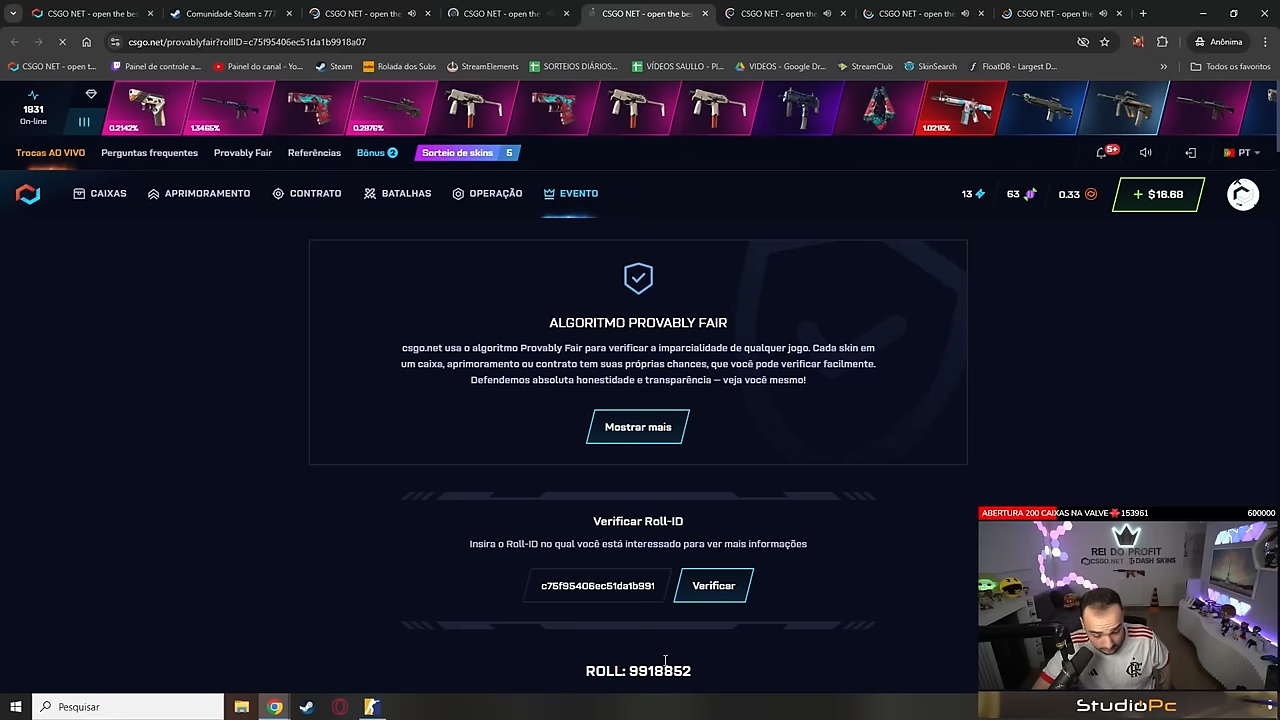 CSGO NET - open the be
Comunidade Steam :: 777
CSGO NET - open the
CSGO NET - open the
CSGO NET - open the bes
CSGO NET - open the
CSGO NET - open the
CSGO NET - open the
csgo.net/provablyfair?rollID=c75f95406ec51da1b9918a07
Anônima
CSGO NET - open t...
Painel de controle a...
Painel do canal - Yo...
Steam
Rolada dos Subs
StreamElements
SORTEIOS DIÁRIOS...
VÍDEOS SAULLO - PL...
VIDEOS - Google Dr...
StreamClub
SkinSearch
FloatDB - Largest D...
Todos os favoritos
1831
On-line
0.2142%
1.3465%
0.2976%
1.0215%
Trocas AO VIVO
Perguntas frequentes
Provably Fair
Referências
Bônus 2
Sorteio de skins 5
5+
PT
CAIXAS
APRIMORAMENTO
CONTRATO
BATALHAS
OPERAÇÃO
EVENTO
13
63
0.33
+ $16.68
ALGORITMO PROVABLY FAIR
csgo.net usa o algoritmo Provably Fair para verificar a imparcialidade de qualquer jogo. Cada skin em
um caixa, aprimoramento ou contrato tem suas próprias chances, que você pode verificar facilmente.
Defendemos absoluta honestidade e transparência – veja você mesmo!
Mostrar mais
Verificar Roll-ID
Insira o Roll-ID no qual você está interessado para ver mais informações
c75f95406ec51da1b991
Verificar
ROLL: 9918852
ABERTURA 200 CAIXAS NA VALVE 153961
600000
REI DO PROFIT
CSGO.NET DASH SKINS
Pesquisar
StudioPc